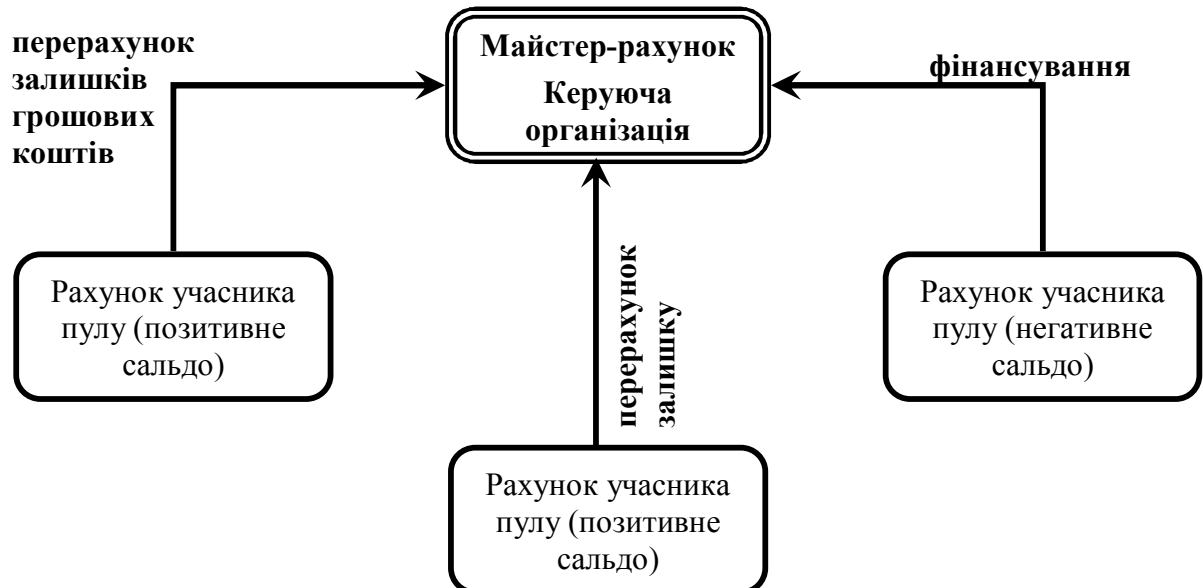 перерахунок
залишків
грошових
коштів
Майстер-рахунок
Керуюча
організація
фінансування
Рахунок учасника
пулу (позитивне
сальдо)
перерахунок
залишку
Рахунок учасника
пулу (негативне
сальдо)
Рахунок учасника
пулу (позитивне
сальдо)